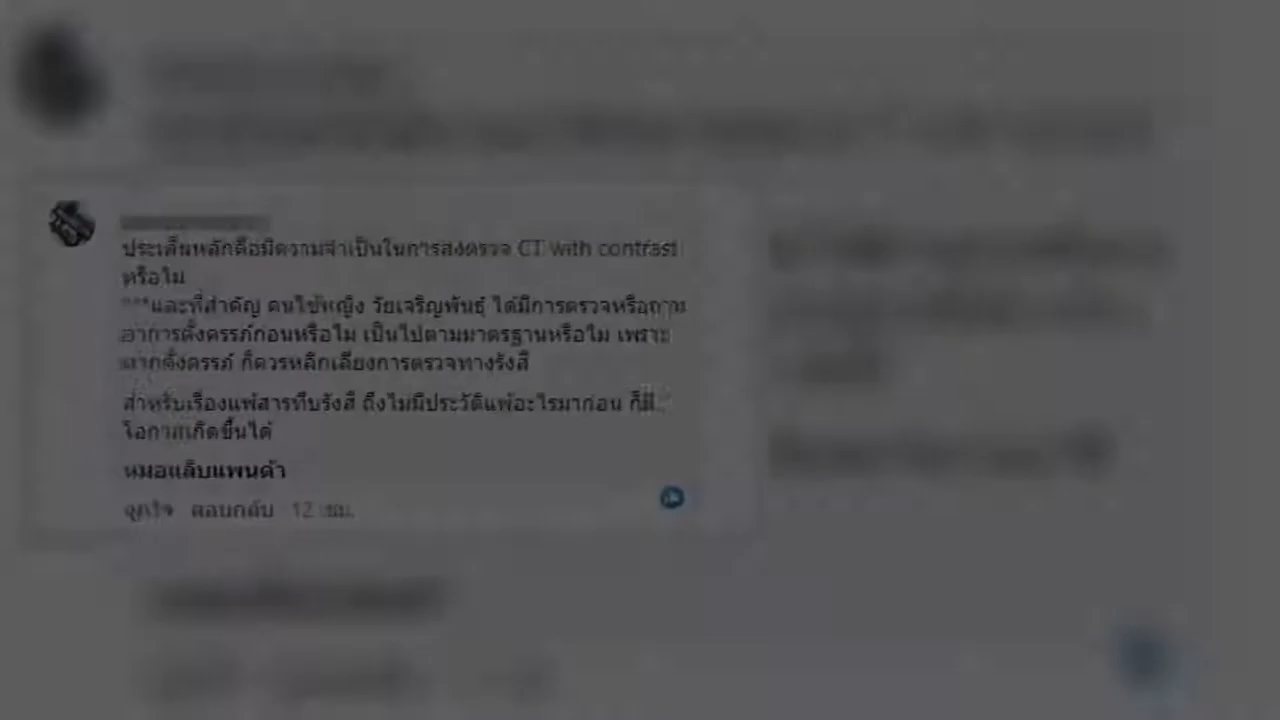 ประเด็นหลักคือมีความจำเป็นในการส่งตรวจ CT with contrast
หรือไม่
***และที่สำคัญ คนไข้หญิง วัยเจริญพันธุ์ ได้มีการตรวจหรือถาม
อาการตั้งครรภ์ก่อนหรือไม่ เป็นไปตามมาตรฐานหรือไม่ เพราะ
หากตั้งครรภ์ ก็ควรหลีกเลี่ยงการตรวจทางรังสี
สำหรับเรื่องแพ้สารทึบรังสี ถึงไม่มีประวัติแพ้อะไรมาก่อน ก็มี
โอกาสเกิดขึ้นได้
หมอแล็บแพนด้า
ถูกใจ ตอบกลับ 12 ชม.